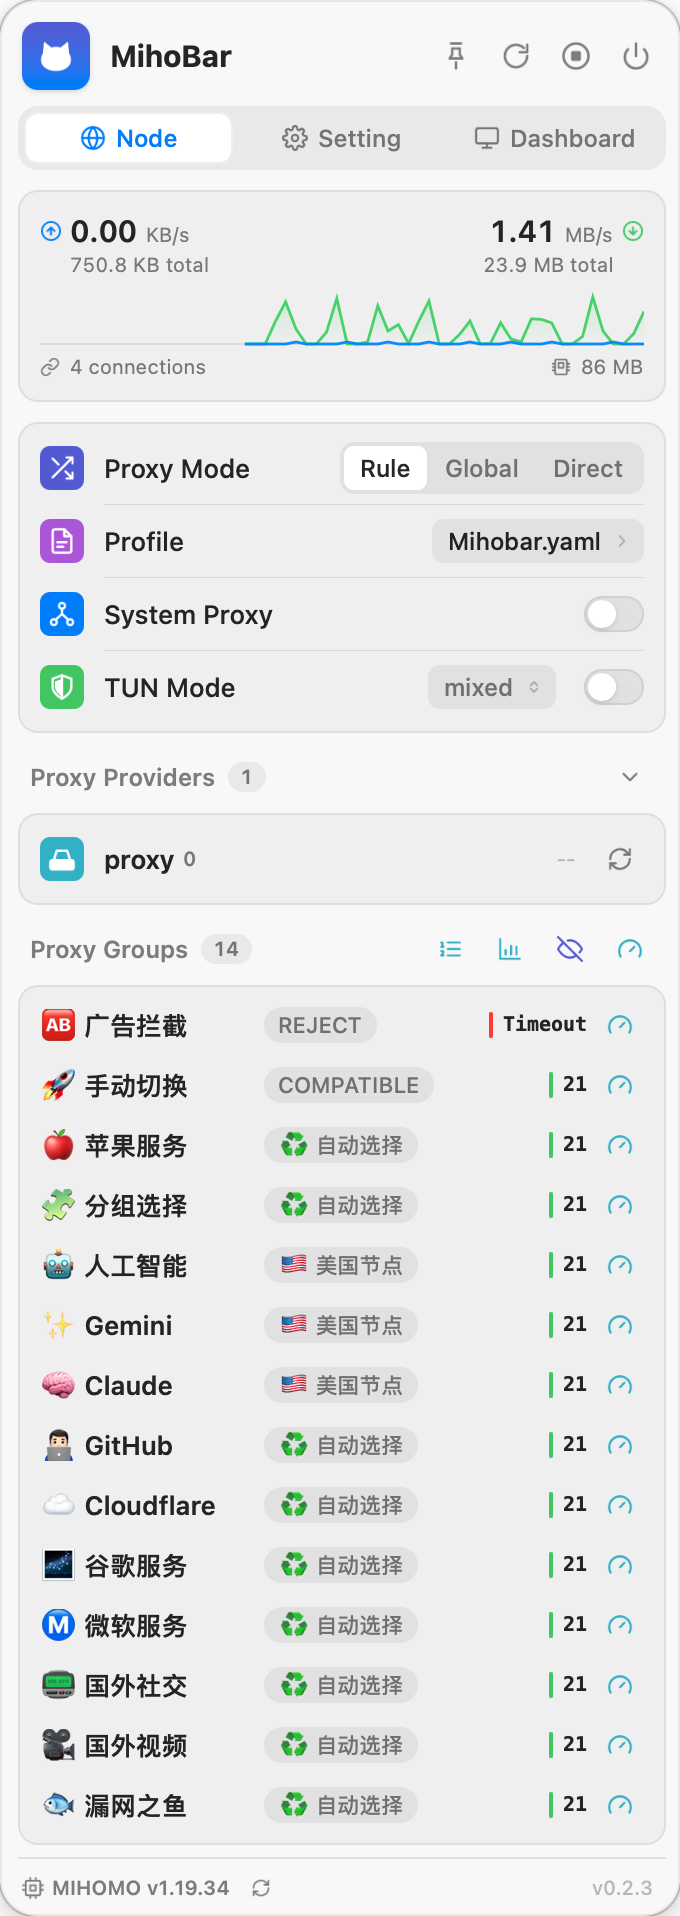 MihoBar
Node Setting Dashboard
0.00 KB/s 1.41 MB/s
750.8 KB total 23.9 MB total
4 connections 86 MB
Proxy Mode Rule Global Direct
Profile Mihobar.yaml
System Proxy
TUN Mode mixed
Proxy Providers 1
proxy 0 --
Proxy Groups 14
🆎 广告拦截 REJECT Timeout
🚀 手动切换 COMPATIBLE 21
🍎 苹果服务 ♻️ 自动选择 21
🧩 分组选择 ♻️ 自动选择 21
🤖 人工智能 🇺🇸 美国节点 21
✨ Gemini 🇺🇸 美国节点 21
🧠 Claude 🇺🇸 美国节点 21
👨🏻‍💻 GitHub ♻️ 自动选择 21
☁️ Cloudflare ♻️ 自动选择 21
🌌 谷歌服务 ♻️ 自动选择 21
Ⓜ️ 微软服务 ♻️ 自动选择 21
📟 国外社交 ♻️ 自动选择 21
🎥 国外视频 ♻️ 自动选择 21
🐟 漏网之鱼 ♻️ 自动选择 21
MIHOMO v1.19.34 v0.2.3